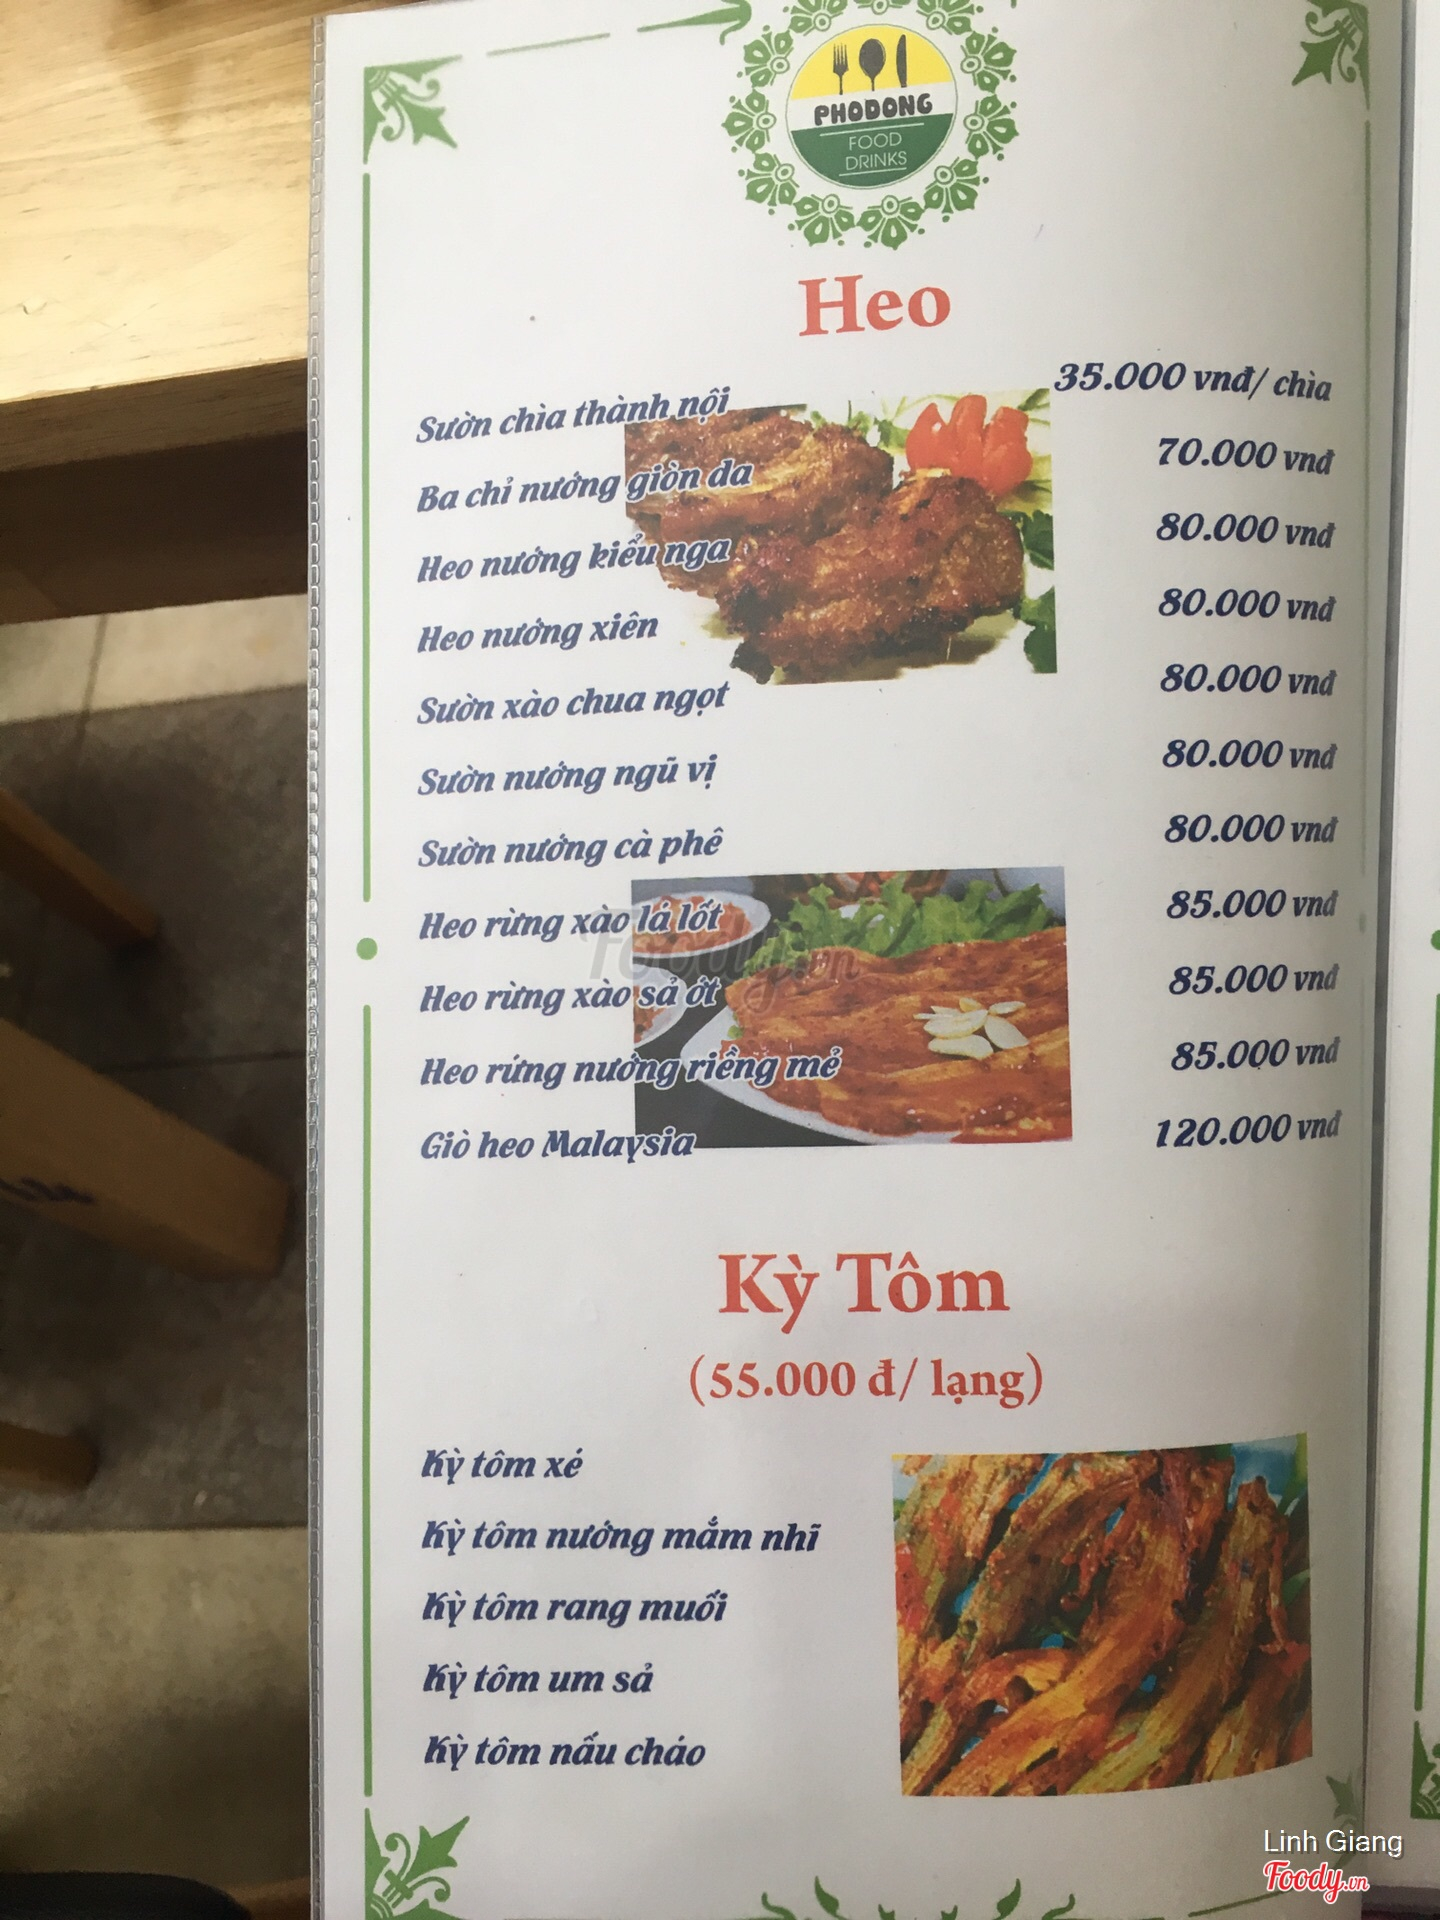 PHODONG
FOOD
DRINKS
Heo
Sườn chìa thành nội 35.000 vnđ/ chìa
Ba chỉ nướng giòn da 70.000 vnđ
Heo nướng kiểu nga 80.000 vnđ
Heo nướng xiên 80.000 vnđ
Sườn xào chua ngọt 80.000 vnđ
Sườn nướng ngũ vị 80.000 vnđ
Sườn nướng cà phê 80.000 vnđ
Heo rừng xào lá lốt 85.000 vnđ
Heo rừng xào sả ớt 85.000 vnđ
Heo rứng nướng riềng mẻ 85.000 vnđ
Giò heo Malaysia 120.000 vnđ
Foody.vn
Kỳ Tôm
(55.000 đ/ lạng)
Kỳ tôm xé
Kỳ tôm nướng mắm nhĩ
Kỳ tôm rang muối
Kỳ tôm um sả
Kỳ tôm nấu cháo
Linh Giang
Foody.vn